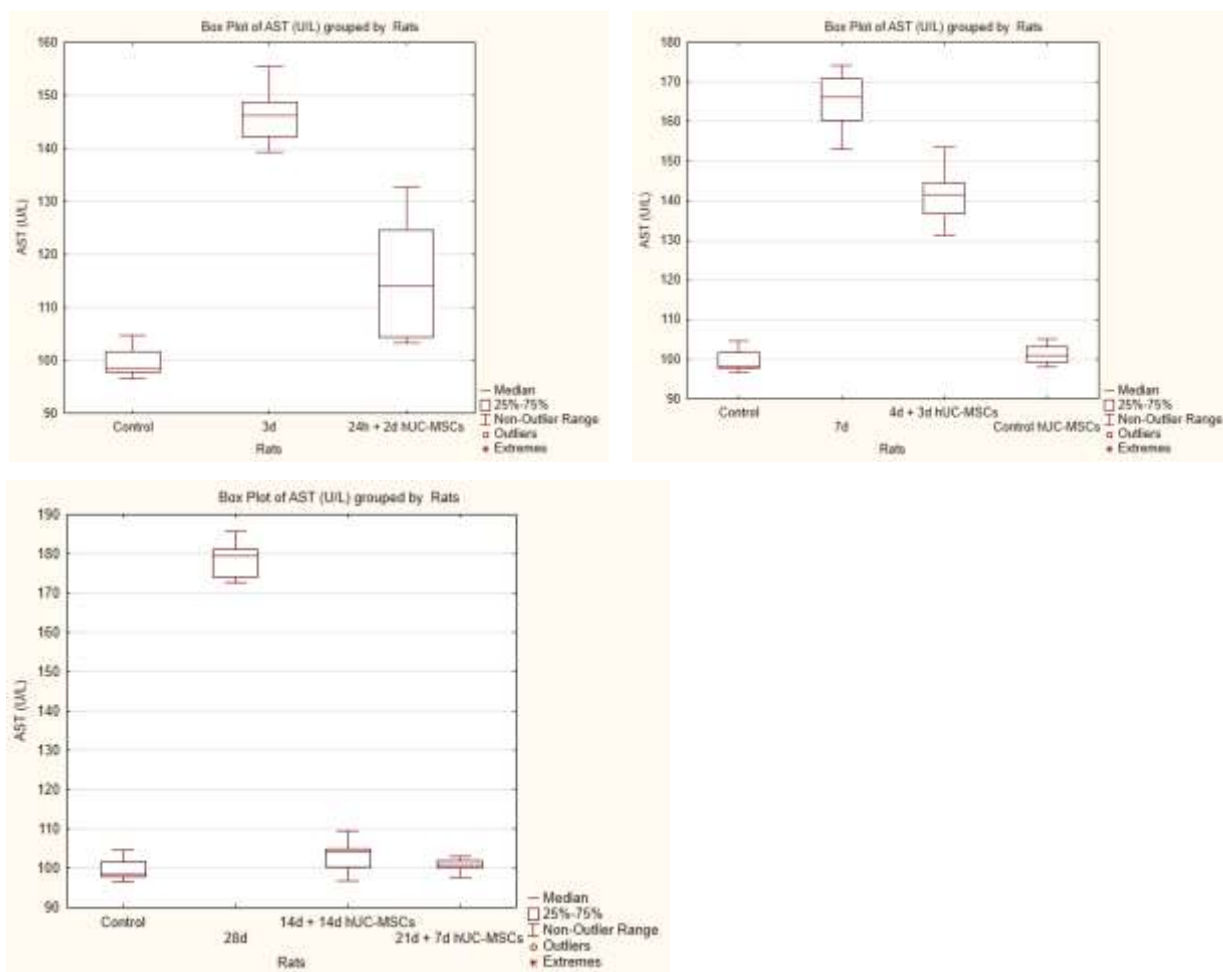 Box Plot of AST (U/L) grouped by Rats
160
150
140
130
120
110
100
90
AST (U/L)
Control
3d
24h + 2d hUC-MSCs
Rats
Median
25%-75%
Non-Outlier Range
Outliers
Extremes
Box Plot of AST (U/L) grouped by Rats
180
170
160
150
140
130
120
110
100
90
AST (U/L)
Control
4d + 3d hUC-MSCs
7d
Control hUC-MSCs
Rats
Median
25%-75%
Non-Outlier Range
Outliers
Extremes
Box Plot of AST (U/L) grouped by Rats
190
180
170
160
150
140
130
120
110
100
90
AST (U/L)
Control
14d + 14d hUC-MSCs
28d
21d + 7d hUC-MSCs
Rats
Median
25%-75%
Non-Outlier Range
Outliers
Extremes